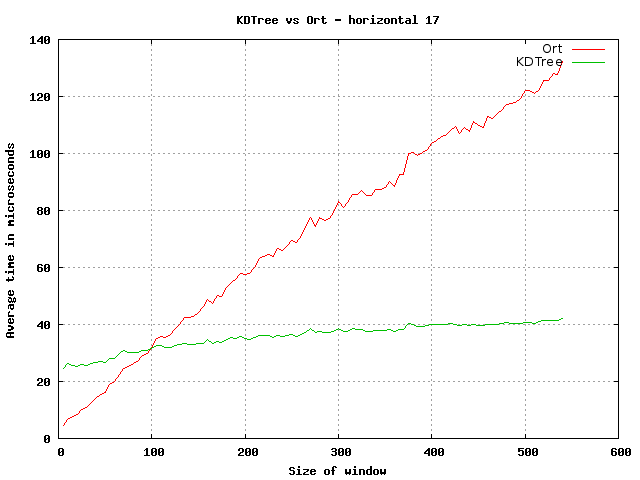 KDTree vs Ort - horizontal 17
Ort
KDTree
140
120
100
80
60
40
20
0
0 100 200 300 400 500 600
Average time in microseconds
Size of window